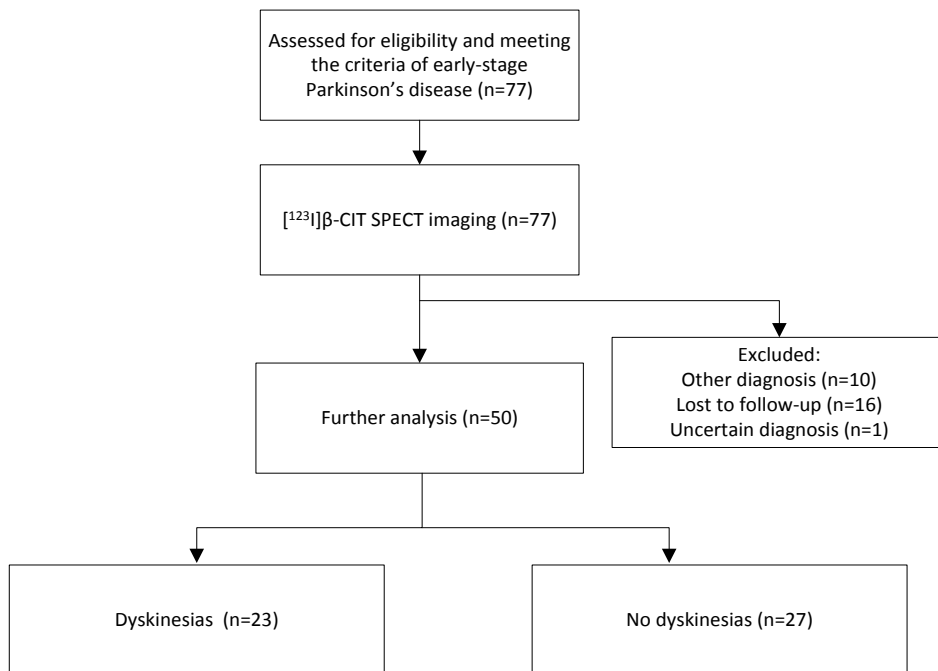 Assessed for eligibility and meeting
the criteria of early-stage
Parkinson’s disease (n=77)
[¹²³I]β-CIT SPECT imaging (n=77)
Excluded:
Other diagnosis (n=10)
Lost to follow-up (n=16)
Uncertain diagnosis (n=1)
Further analysis (n=50)
Dyskinesias (n=23)
No dyskinesias (n=27)